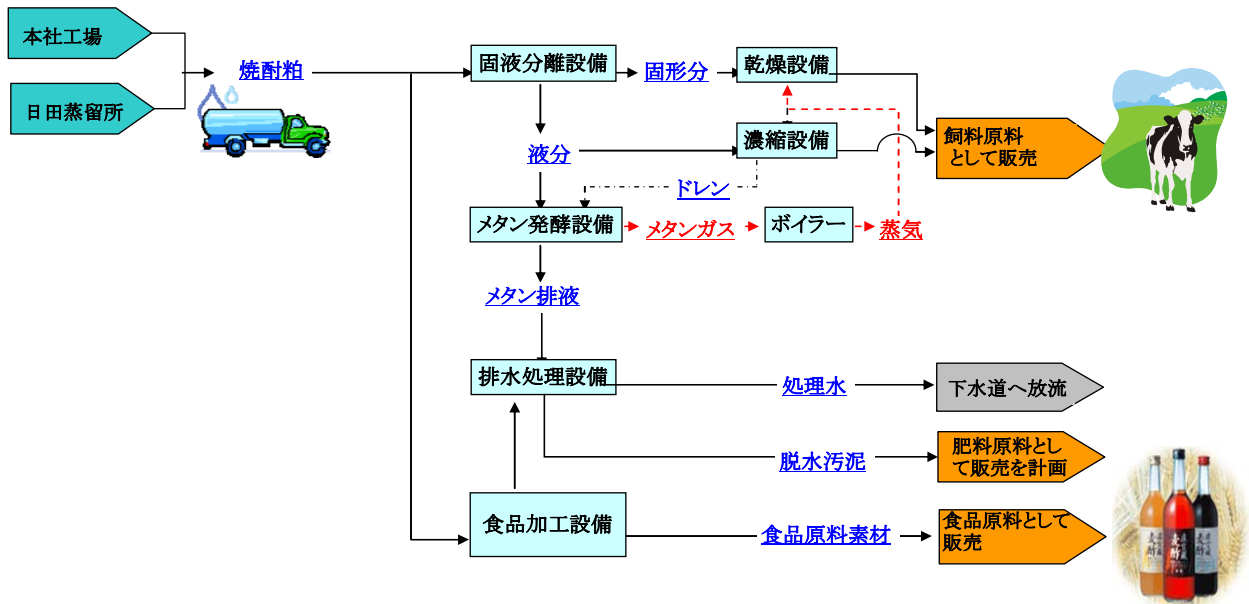 本社工場
日田蒸留所
焼酎粕
固液分離設備
固形分
乾燥設備
液分
濃縮設備
飼料原料
として販売
ドレン
メタン発酵設備
メタンガス
ボイラー
蒸気
メタン排液
排水処理設備
処理水
下水道へ放流
脱水汚泥
肥料原料とし
て販売を計画
食品加工設備
食品原料素材
食品原料として
販売